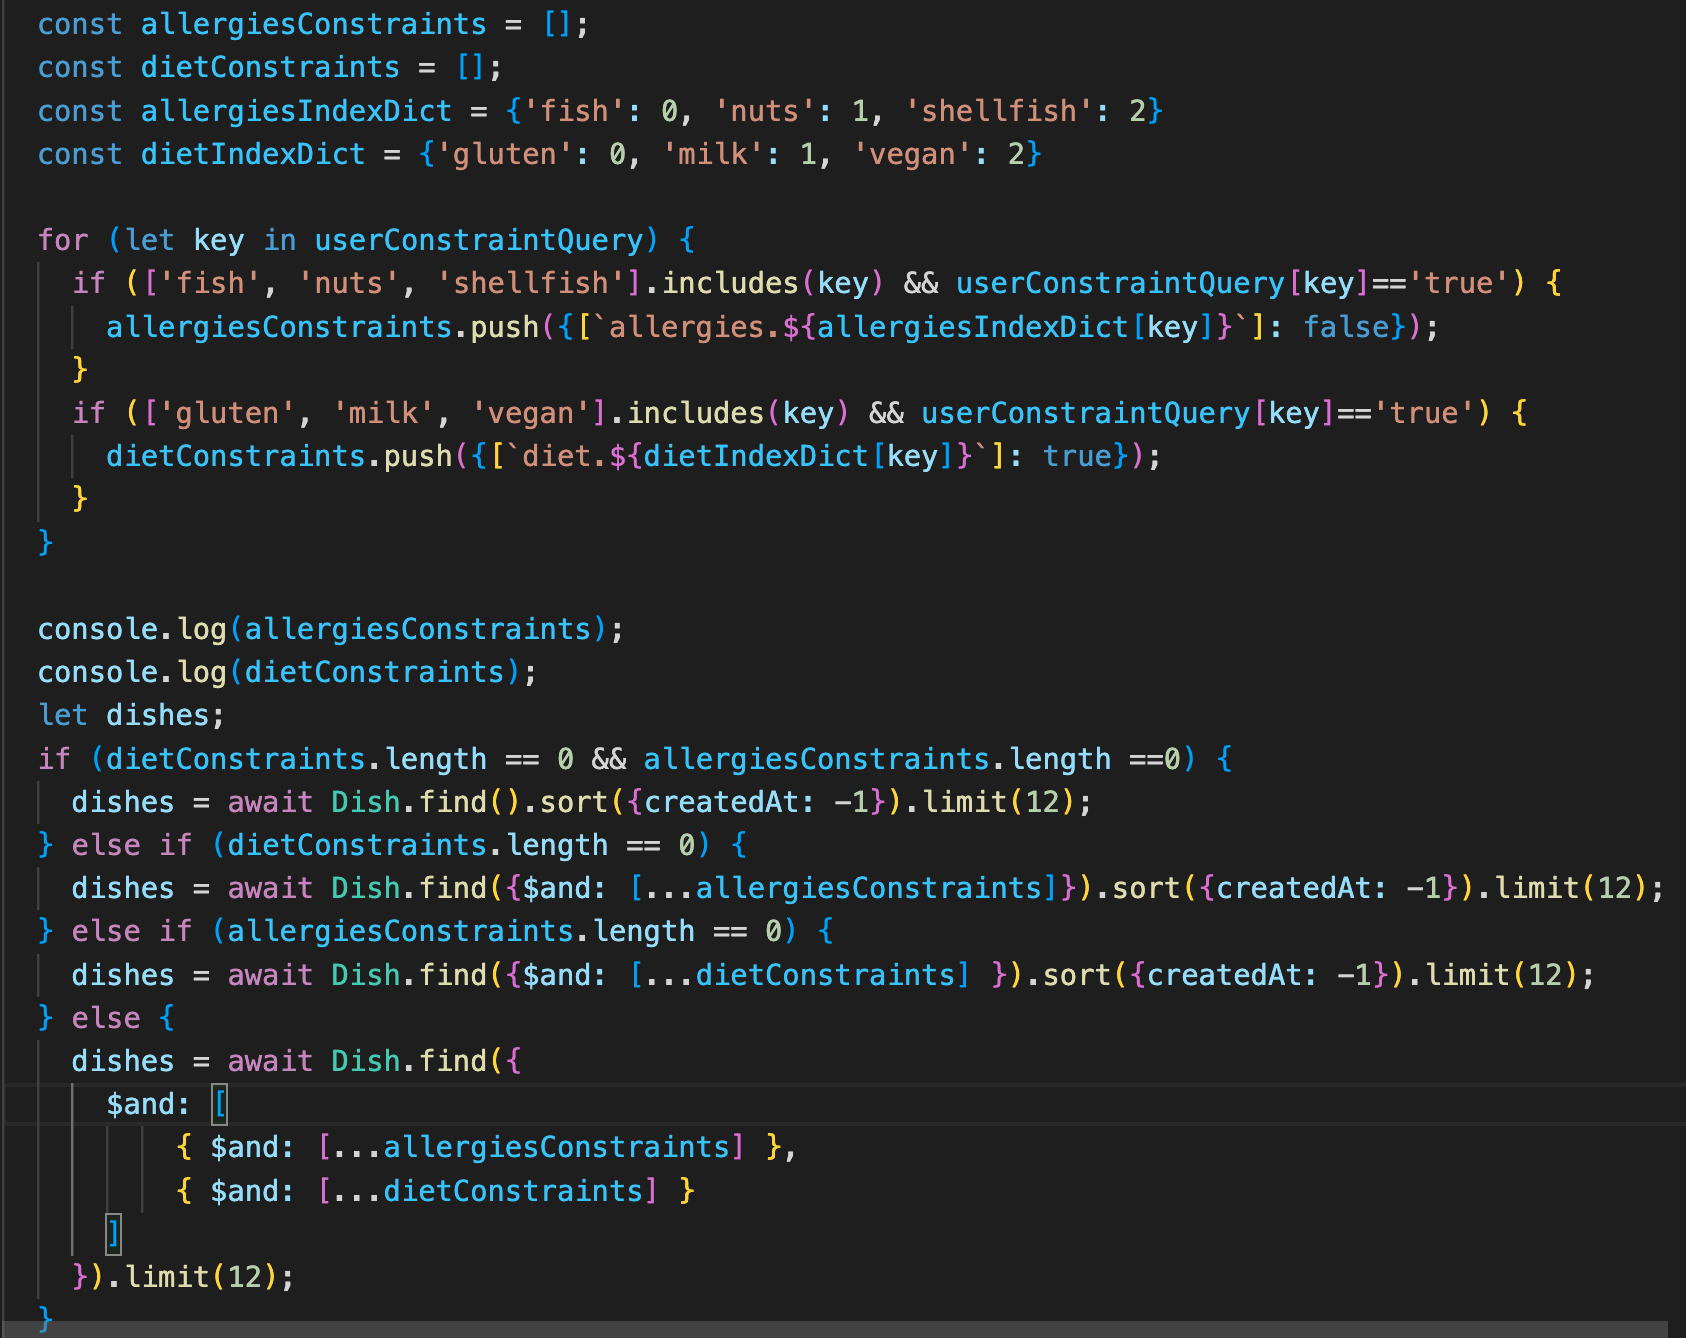 const allergiesConstraints = [];
const dietConstraints = [];
const allergiesIndexDict = {'fish': 0, 'nuts': 1, 'shellfish': 2}
const dietIndexDict = {'gluten': 0, 'milk': 1, 'vegan': 2}

for (let key in userConstraintQuery) {
  if (['fish', 'nuts', 'shellfish'].includes(key) && userConstraintQuery[key]=='true') {
    allergiesConstraints.push({[`allergies.${allergiesIndexDict[key]}`]: false});
  }
  if (['gluten', 'milk', 'vegan'].includes(key) && userConstraintQuery[key]=='true') {
    dietConstraints.push({[`diet.${dietIndexDict[key]}`]: true});
  }
}

console.log(allergiesConstraints);
console.log(dietConstraints);
let dishes;
if (dietConstraints.length == 0 && allergiesConstraints.length ==0) {
  dishes = await Dish.find().sort({createdAt: -1}).limit(12);
} else if (dietConstraints.length == 0) {
  dishes = await Dish.find({$and: [...allergiesConstraints]}).sort({createdAt: -1}).limit(12);
} else if (allergiesConstraints.length == 0) {
  dishes = await Dish.find({$and: [...dietConstraints] }).sort({createdAt: -1}).limit(12);
} else {
  dishes = await Dish.find({
    $and: [
        { $and: [...allergiesConstraints] },
        { $and: [...dietConstraints] }
    ]
  }).limit(12);
}